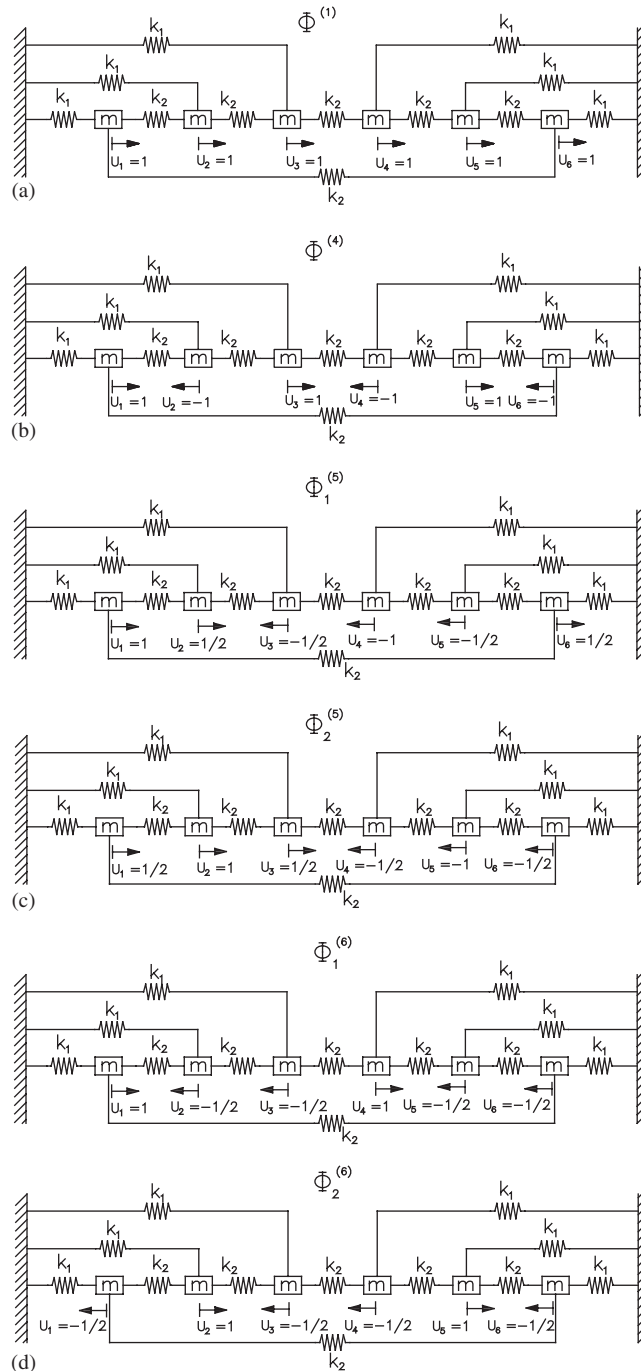 Φ(1)
k1 k1
k1 k1
k1 k2 k2 k2 k2 k2 k1
m m m m m m
U1 = 1 U2 = 1 U3 = 1 U4 = 1 U5 = 1 U6 = 1
k2
(a)
Φ(4)
k1 k1
k1 k1
k1 k2 k2 k2 k2 k2 k1
m m m m m m
U1 = 1 U2 = −1 U3 = 1 U4 = −1 U5 = 1 U6 = −1
k2
(b)
Φ1(5)
k1 k1
k1 k1
k1 k2 k2 k2 k2 k2 k1
m m m m m m
U1 = 1 U2 = 1/2 U3 = −1/2 U4 = −1 U5 = −1/2 U6 = 1/2
k2
Φ2(5)
k1 k1
k1 k1
k1 k2 k2 k2 k2 k2 k1
m m m m m m
U1 = 1/2 U2 = 1 U3 = 1/2 U4 = −1/2 U5 = −1 U6 = −1/2
k2
(c)
Φ1(6)
k1 k1
k1 k1
k1 k2 k2 k2 k2 k2 k1
m m m m m m
U1 = 1 U2 = −1/2 U3 = −1/2 U4 = 1 U5 = −1/2 U6 = −1/2
k2
Φ2(6)
k1 k1
k1 k1
k1 k2 k2 k2 k2 k2 k1
m m m m m m
U1 = −1/2 U2 = 1 U3 = −1/2 U4 = −1/2 U5 = 1 U6 = −1/2
k2
(d)